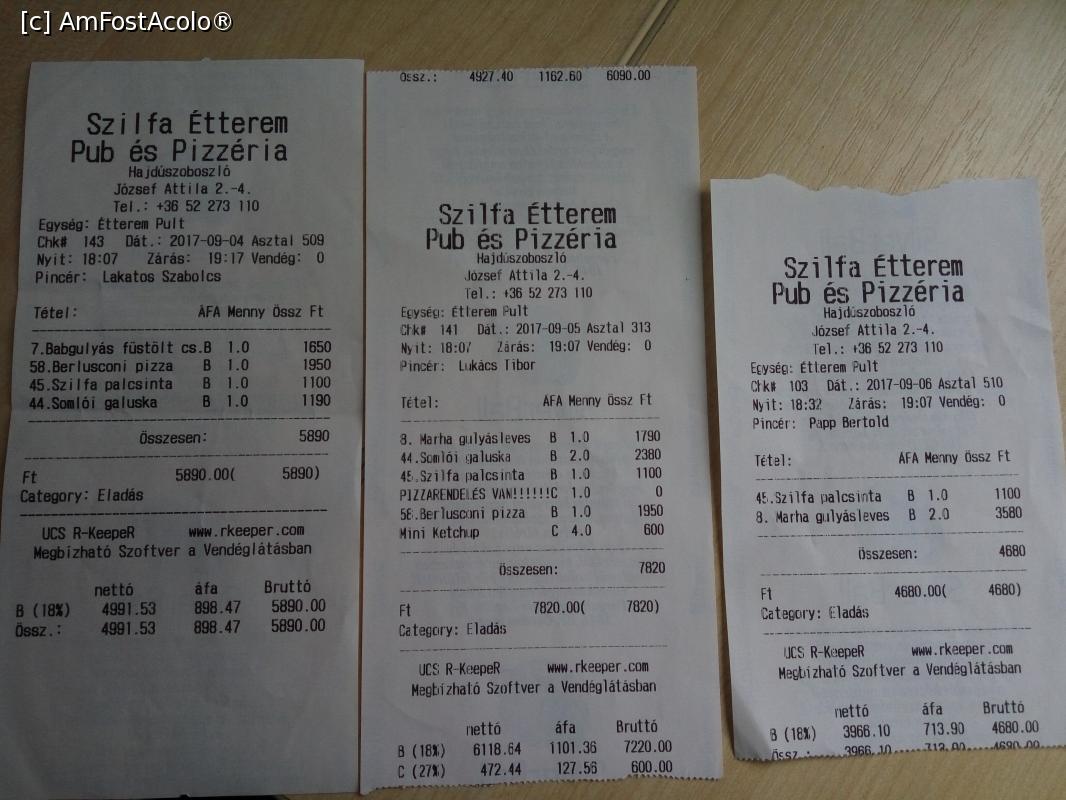 [c] AmFostAcolo®
Szilfa Étterem
Pub és Pizzéria
Hajdúszoboszló
József Attila 2.-4.
Tel.: +36 52 273 110
Egység: Étterem Pult
Chk# 143 Dát.: 2017-09-04 Asztal 509
Nyit: 18:07 Zárás: 19:17 Vendég: 0
Pincér: Lakatos Szabolcs
Tétel: ÁFA Menny Össz Ft
7.Babgulyás füstölt cs.B 1.0 1650
58.Berlusconi pizza B 1.0 1950
45.Szilfa palcsinta B 1.0 1100
44.Somlói galuska B 1.0 1190
Összesen: 5890
Ft 5890.00( 5890)
Category: Eladás
UCS R-KeepeR www.rkeeper.com
Megbízható Szoftver a Vendéglátásban
nettó áfa Bruttó
B (18%) 4991.53 898.47 5890.00
Össz.: 4991.53 898.47 5890.00
Össz.: 4927.40 1162.60 6090.00
Szilfa Étterem
Pub és Pizzéria
Hajdúszoboszló
József Attila 2.-4.
Tel.: +36 52 273 110
Egység: Étterem Pult
Chk# 141 Dát.: 2017-09-05 Asztal 313
Nyit: 18:07 Zárás: 19:07 Vendég: 0
Pincér: Lukács Tibor
Tétel: ÁFA Menny Össz Ft
8. Marha gulyásleves B 1.0 1790
44.Somlói galuska B 2.0 2380
45.Szilfa palcsinta B 1.0 1100
PIZZARENDELÉS VAN!!!!!!C 1.0 0
58.Berlusconi pizza B 1.0 1950
Mini Ketchup C 4.0 600
Összesen: 7820
Ft 7820.00( 7820)
Category: Eladás
UCS R-KeepeR www.rkeeper.com
Megbízható Szoftver a Vendéglátásban
nettó áfa Bruttó
B (18%) 6118.64 1101.36 7220.00
C (27%) 472.44 127.56 600.00
Szilfa Étterem
Pub és Pizzéria
Hajdúszoboszló
József Attila 2.-4.
Tel.: +36 52 273 110
Egység: Étterem Pult
Chk# 103 Dát.: 2017-09-06 Asztal 510
Nyit: 18:32 Zárás: 19:07 Vendég: 0
Pincér: Papp Bertold
Tétel: ÁFA Menny Össz Ft
45.Szilfa palcsinta B 1.0 1100
8. Marha gulyásleves B 2.0 3580
Összesen: 4680
Ft 4680.00( 4680)
Category: Eladás
UCS R-KeepeR www.rkeeper.com
Megbízható Szoftver a Vendéglátásban
nettó áfa Bruttó
B (18%) 3966.10 713.90 4680.00
Össz.: 3966.10 713.90 4680.00